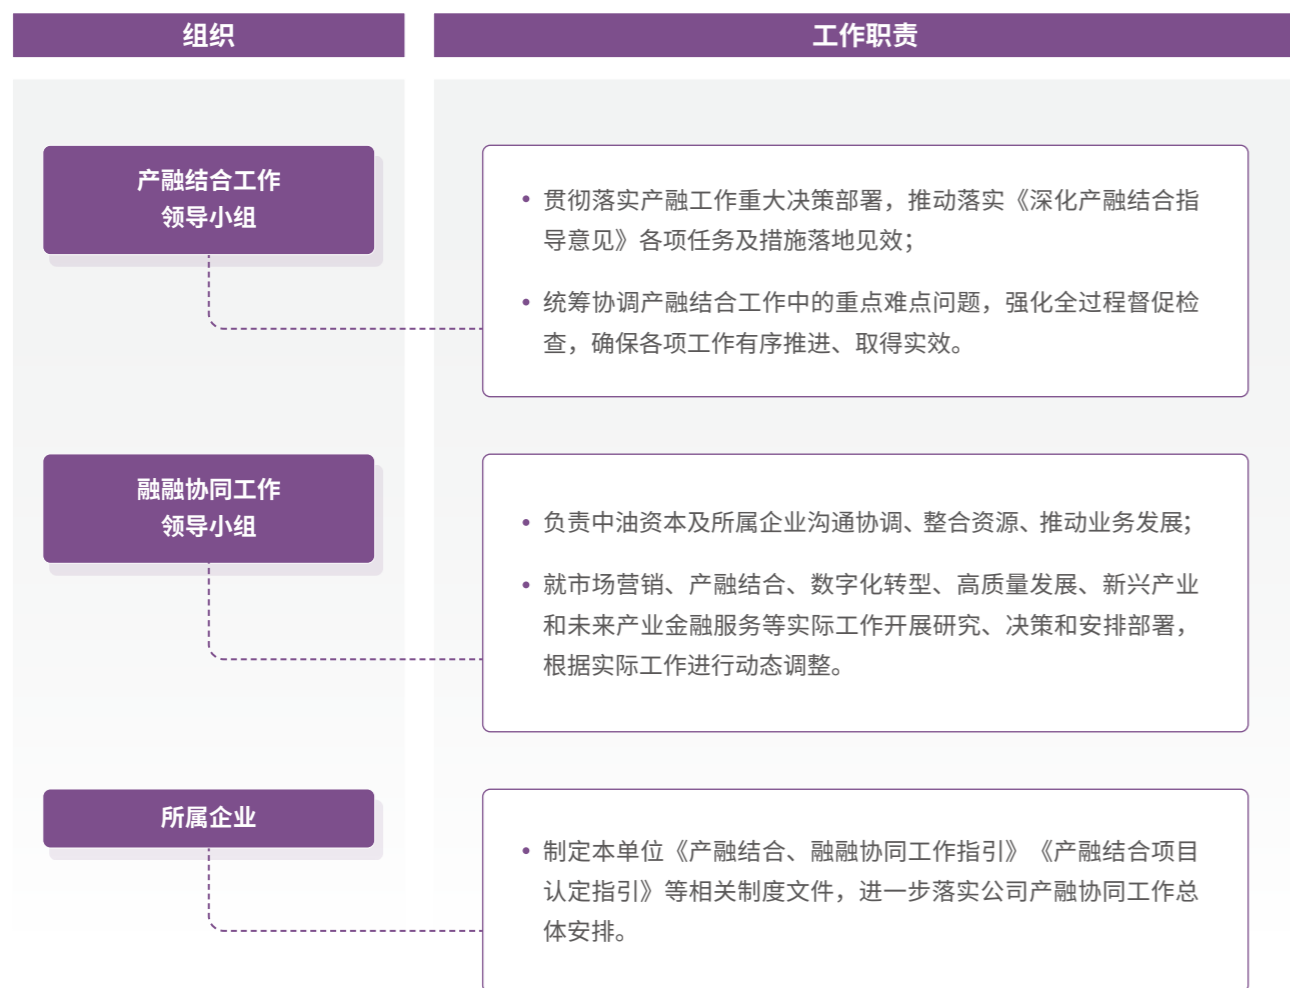 组织
工作职责
产融结合工作
领导小组
• 贯彻落实产融工作重大决策部署，推动落实《深化产融结合指
导意见》各项任务及措施落地见效；
• 统筹协调产融结合工作中的重点难点问题，强化全过程督促检
查，确保各项工作有序推进、取得实效。
融融协同工作
领导小组
• 负责中油资本及所属企业沟通协调、整合资源、推动业务发展；
• 就市场营销、产融结合、数字化转型、高质量发展、新兴产业
和未来产业金融服务等实际工作开展研究、决策和安排部署，
根据实际工作进行动态调整。
所属企业
• 制定本单位《产融结合、融融协同工作指引》《产融结合项目
认定指引》等相关制度文件，进一步落实公司产融协同工作总
体安排。